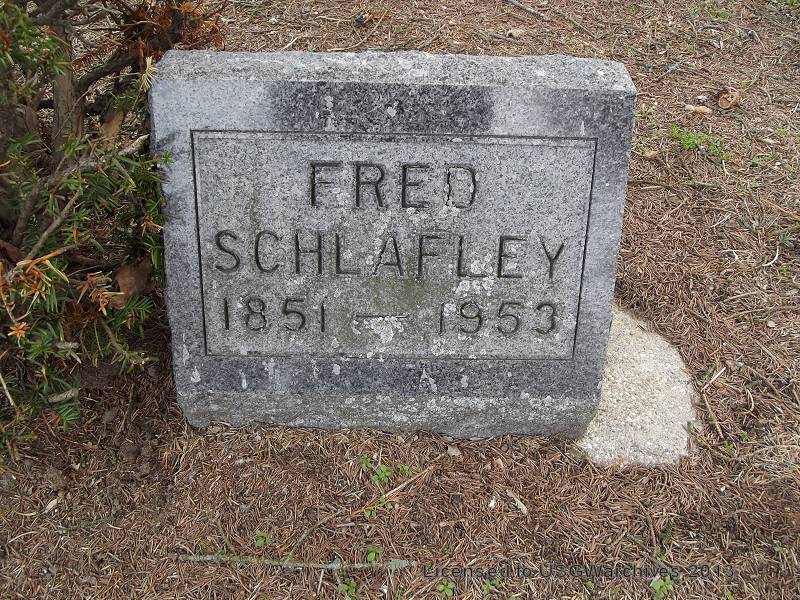 FRED
SCHLAFLEY
1851 — 1953
Licensed to USGWarchives 2013